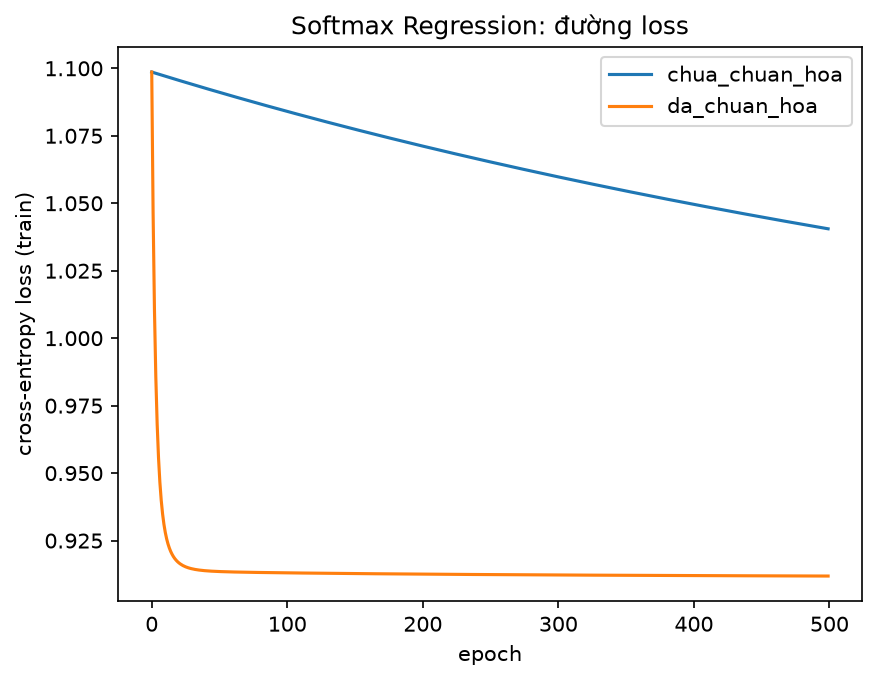 Softmax Regression: đường loss
chua_chuan_hoa
da_chuan_hoa
cross-entropy loss (train)
1.100
1.075
1.050
1.025
1.000
0.975
0.950
0.925
0 100 200 300 400 500
epoch